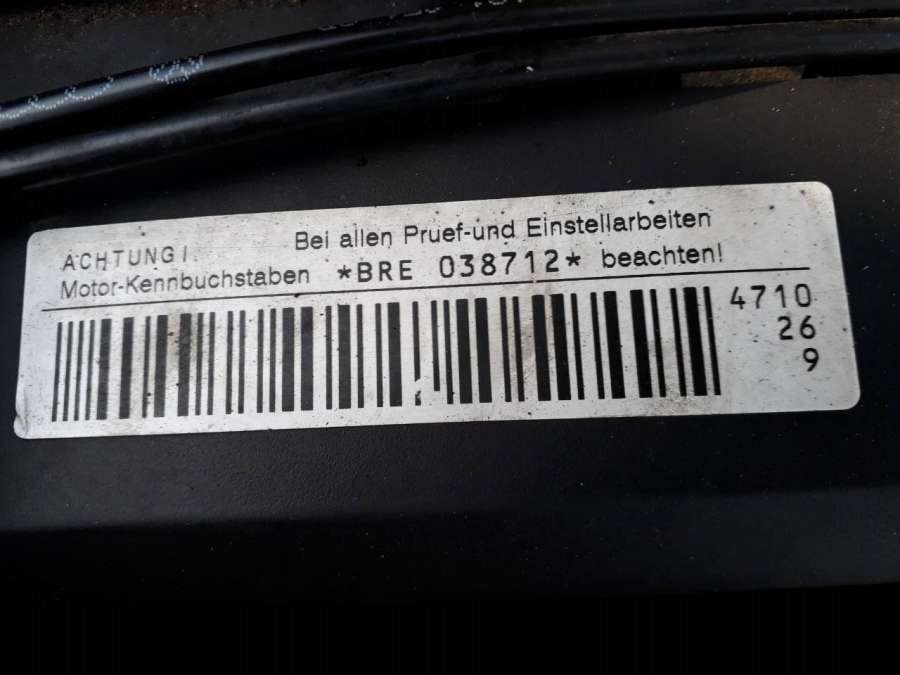 ACHTUNG!
Bei allen Pruef-und Einstellarbeiten
Motor-Kennbuchstaben *BRE 038712* beachten!
4710
26
9